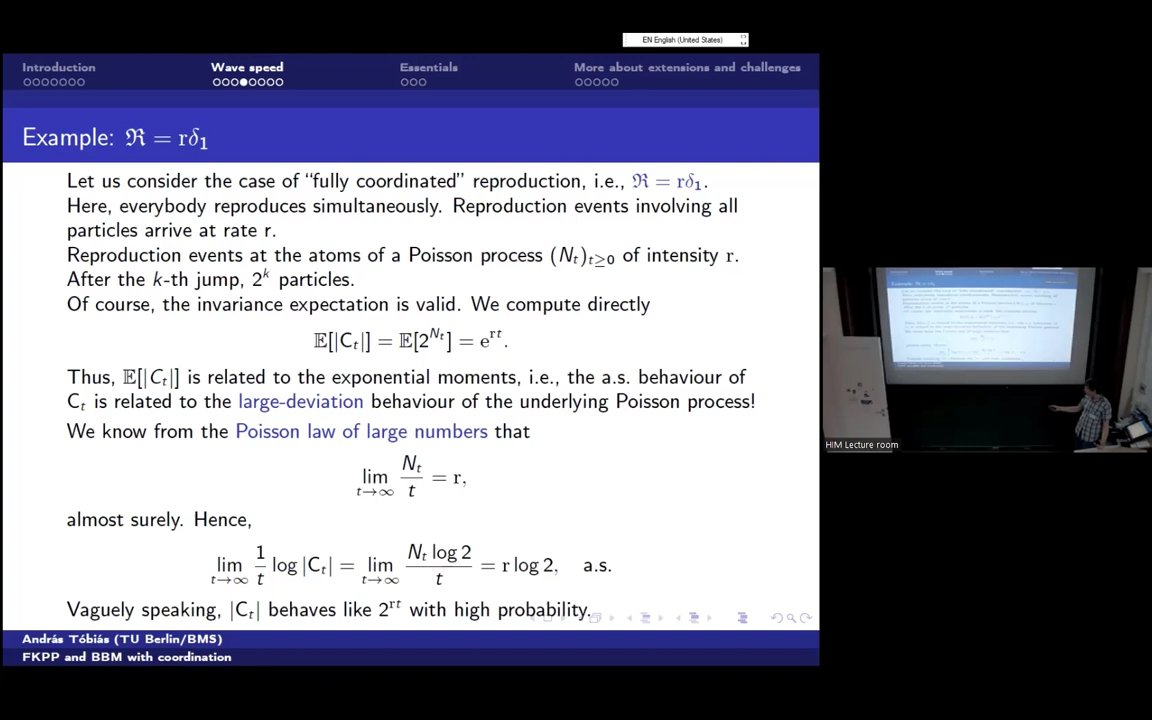 EN English (United States)
Introduction
Wave speed
Essentials
More about extensions and challenges
Example: ℜ = rδ₁
Let us consider the case of “fully coordinated” reproduction, i.e., ℜ = rδ₁.
Here, everybody reproduces simultaneously. Reproduction events involving all
particles arrive at rate r.
Reproduction events at the atoms of a Poisson process (Nₜ)ₜ≥₀ of intensity r.
After the k-th jump, 2ᵏ particles.
Of course, the invariance expectation is valid. We compute directly
𝔼[|Cₜ|] = 𝔼[2^{Nₜ}] = e^{rt}.
Thus, 𝔼[|Cₜ|] is related to the exponential moments, i.e., the a.s. behaviour of
Cₜ is related to the large-deviation behaviour of the underlying Poisson process!
We know from the Poisson law of large numbers that
lim_{t→∞} Nₜ/t = r,
almost surely. Hence,
lim_{t→∞} 1/t log |Cₜ| = lim_{t→∞} Nₜ log 2/t = r log 2, a.s.
Vaguely speaking, |Cₜ| behaves like 2^{rt} with high probability.
András Tóbiás (TU Berlin/BMS)
FKPP and BBM with coordination
HIM Lecture room